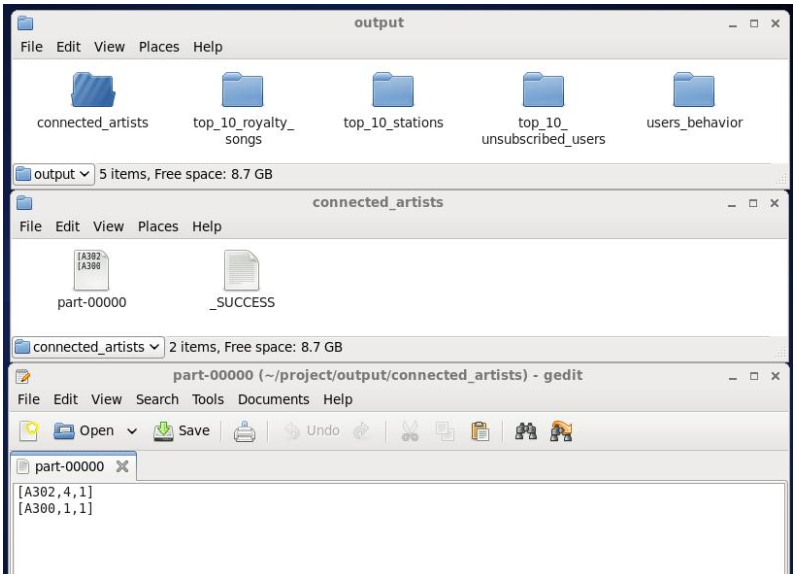 output
File Edit View Places Help
connected_artists
top_10_royalty_
songs
top_10_stations
top_10_
unsubscribed_users
users_behavior
output 5 items, Free space: 8.7 GB
connected_artists
File Edit View Places Help
[A302
[A300
part-00000
_SUCCESS
connected_artists 2 items, Free space: 8.7 GB
part-00000 (~/project/output/connected_artists) - gedit
File Edit View Search Tools Documents Help
Open Save Undo
part-00000
[A302,4,1]
[A300,1,1]